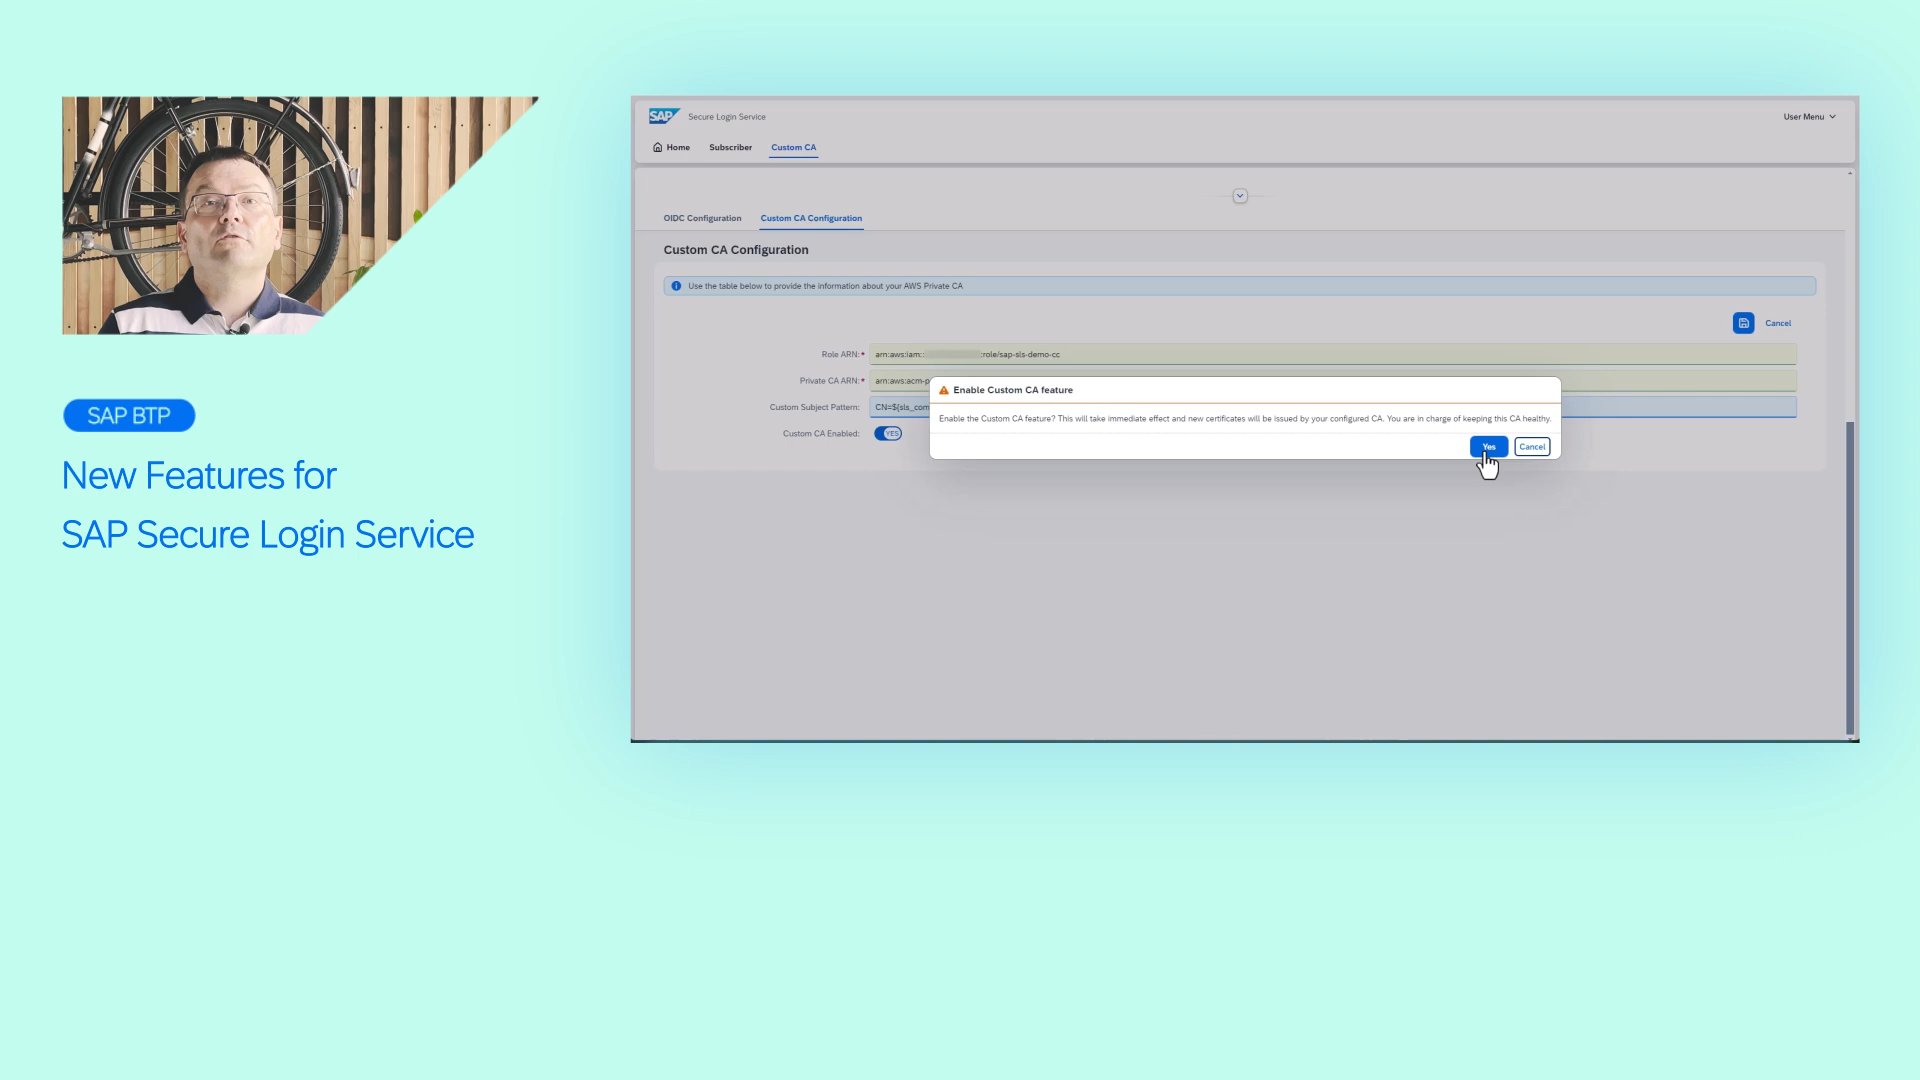 SAP BTP
New Features for
SAP Secure Login Service
SAP Secure Login Service
User Menu
Home Subscriber Custom CA
OIDC Configuration Custom CA Configuration
Custom CA Configuration
Use the table below to provide the information about your AWS Private CA
Cancel
Role ARN:* arn:aws:iam:: :role/sap-sls-demo-cc
Private CA ARN:* arn:aws:acm-p
Custom Subject Pattern: CN=${sls_com
Custom CA Enabled: YES
Enable Custom CA feature
Enable the Custom CA feature? This will take immediate effect and new certificates will be issued by your configured CA. You are in charge of keeping this CA healthy.
Yes Cancel